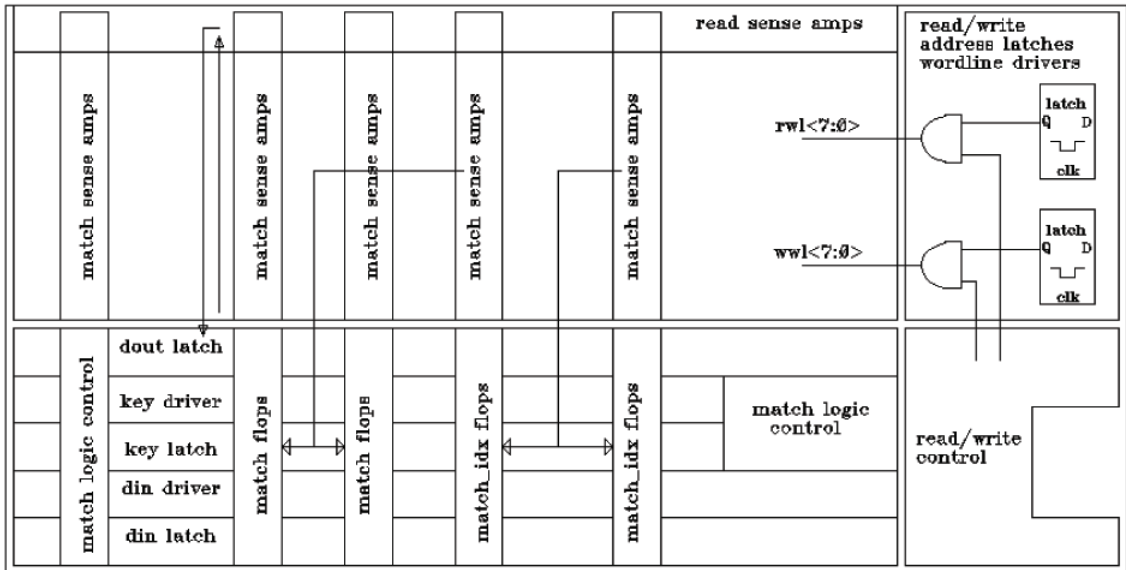 read sense amps
read/write
address latches
wordline drivers
match sense amps
match sense amps
match sense amps
match sense amps
match sense amps
rwl<7:0>
latch
Q D
clk
wwl<7:0>
latch
Q D
clk
match logic control
dout latch
key driver
key latch
din driver
din latch
match flops
match flops
match_idx flops
match_idx flops
match logic
control
read/write
control